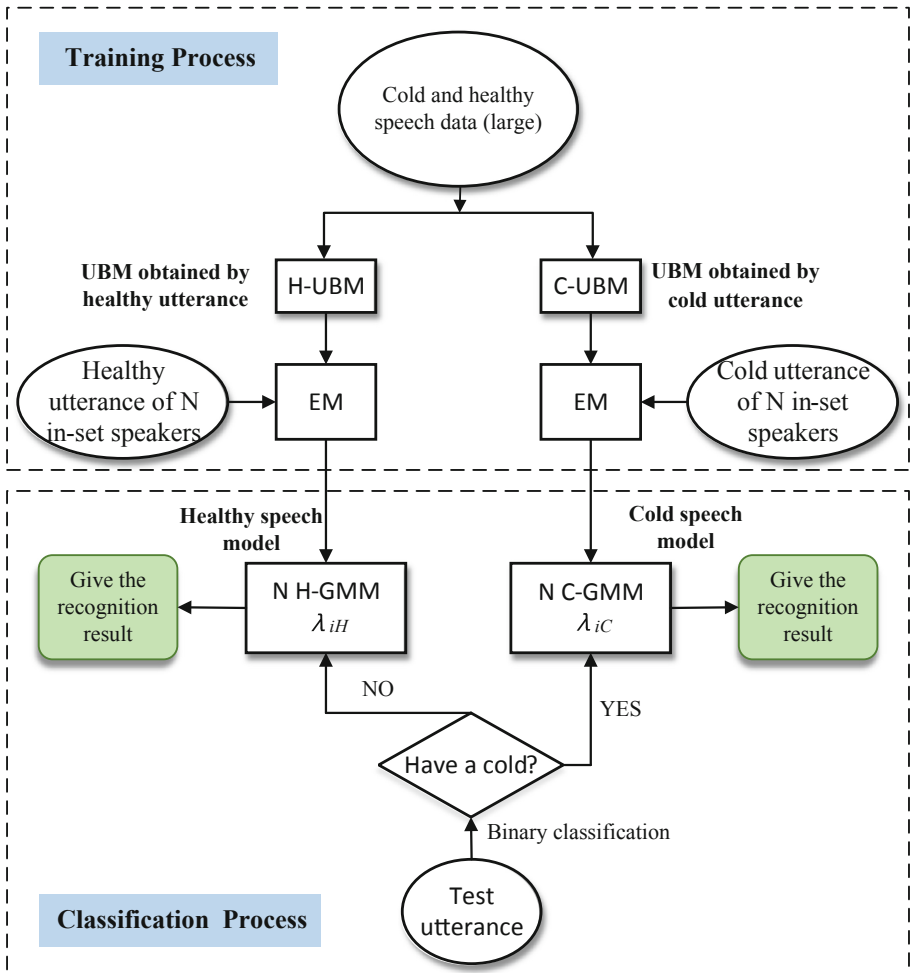 Training Process
Cold and healthy
speech data (large)
UBM obtained by
healthy utterance
H-UBM
C-UBM
UBM obtained by
cold utterance
Healthy
utterance of N
in-set speakers
EM
EM
Cold utterance
of N in-set
speakers
Healthy speech
model
Cold speech
model
Give the
recognition
result
N H-GMM
λ iH
N C-GMM
λ iC
Give the
recognition
result
NO
YES
Have a cold?
Binary classification
Test
utterance
Classification Process